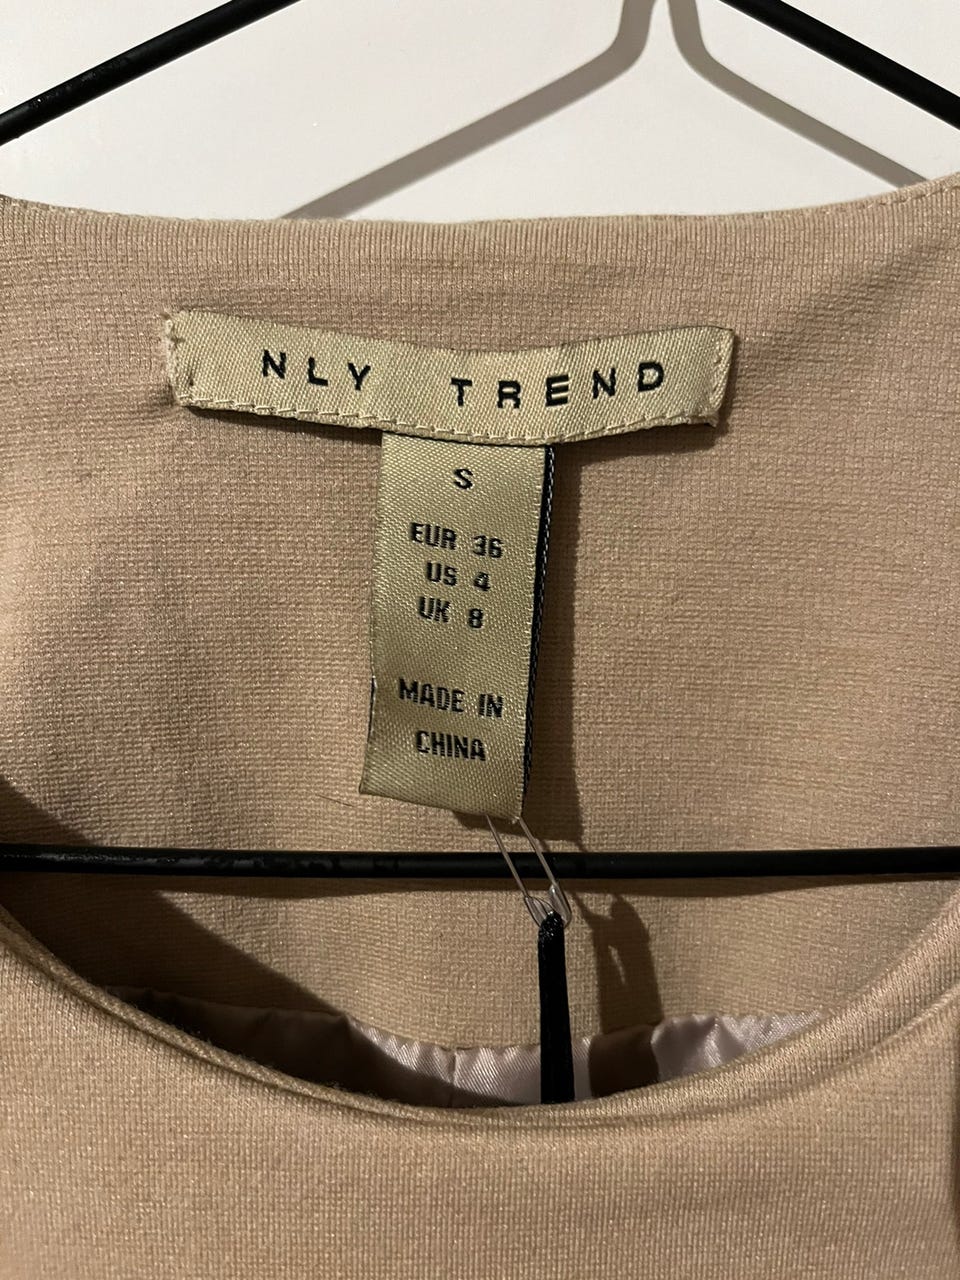 NLY TREND
S
EUR 36
US 4
UK 8
MADE IN
CHINA